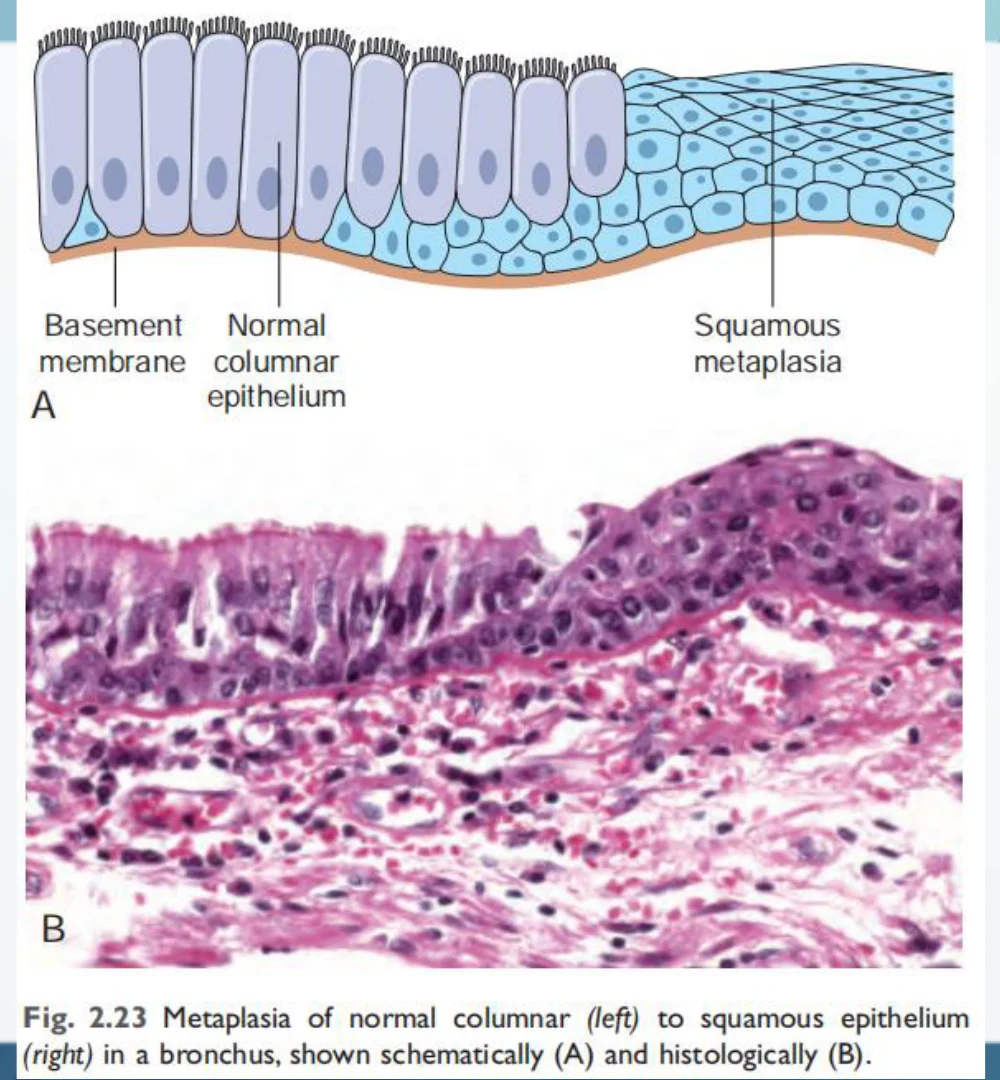 Basement Normal
membrane columnar
epithelium
Squamous
metaplasia
A
B
Fig. 2.23 Metaplasia of normal columnar (left) to squamous epithelium
(right) in a bronchus, shown schematically (A) and histologically (B).